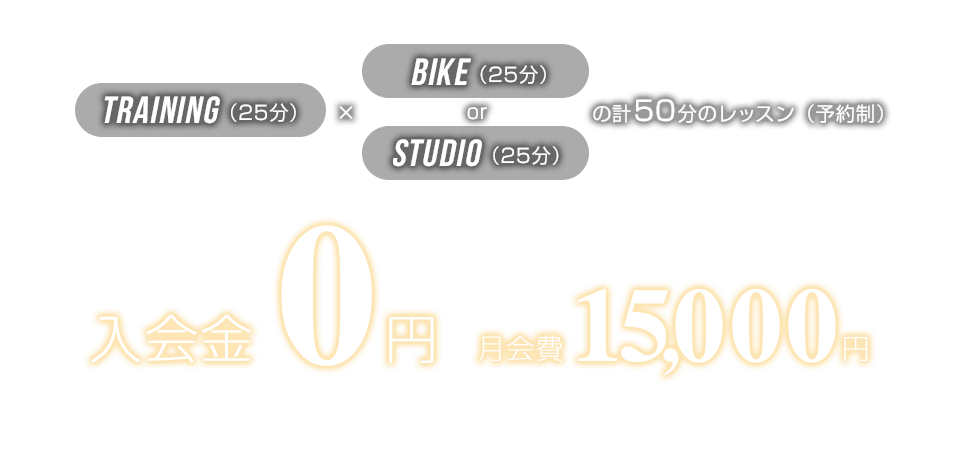 TRAINING（25分）×
BIKE（25分）
or
STUDIO（25分）
の計50分のレッスン（予約制）
入会金0円 月会費15,000円